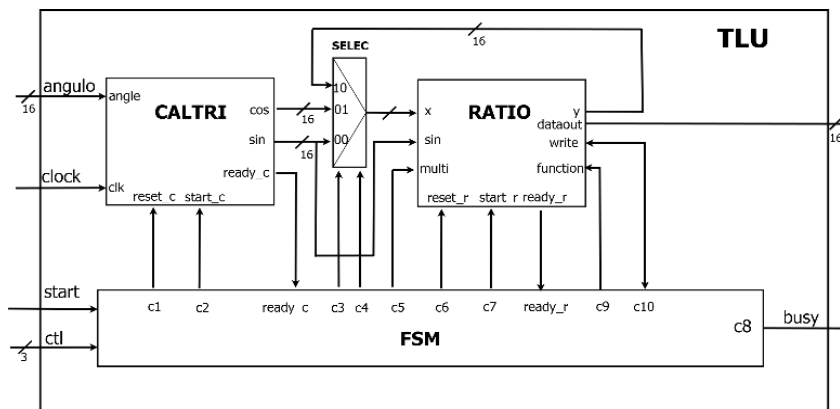 TLU
16
SELEC
angulo
16
angle
CALTRI
cos
16
sin
16
ready_c
10
01
00
x
RATIO
y
sin
dataout
16
write
multi
function
clock
clk
reset_c start_c
reset_r start_r ready_r
start
c1 c2 ready_c c3 c4 c5 c6 c7 ready_r c9 c10
FSM
c8
busy
ctl
3